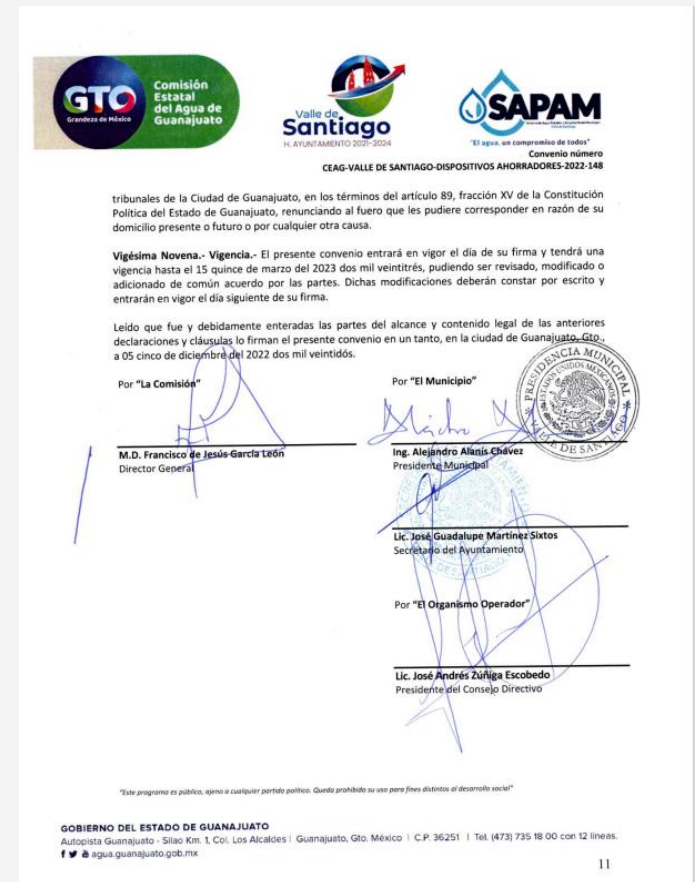 GTO
Grandeza de México
Comisión
Estatal
del Agua de
Guanajuato
Valle de
Santiago
H. AYUNTAMIENTO 2021-2024
SAPAM
"El agua, un compromiso de todos"
Convenio número
CEAG-VALLE DE SANTIAGO-DISPOSITIVOS AHORRADORES-2022-148
tribunales de la Ciudad de Guanajuato, en los términos del artículo 89, fracción XV de la Constitución
Política del Estado de Guanajuato, renunciando al fuero que les pudiere corresponder en razón de su
domicilio presente o futuro o por cualquier otra causa.
Vigésima Novena.- Vigencia.- El presente convenio entrará en vigor el día de su firma y tendrá una
vigencia hasta el 15 quince de marzo del 2023 dos mil veintitrés, pudiendo ser revisado, modificado o
adicionado de común acuerdo por las partes. Dichas modificaciones deberán constar por escrito y
entrarán en vigor el día siguiente de su firma.
Leído que fue y debidamente enteradas las partes del alcance y contenido legal de las anteriores
declaraciones y cláusulas lo firman el presente convenio en un tanto, en la ciudad de Guanajuato, Gto.,
a 05 cinco de diciembre del 2022 dos mil veintidós.
Por "La Comisión"
Por "El Municipio"
PRESIDENCIA MUNICIPAL
ESTADOS UNIDOS MEXICANOS
VALLE DE SANTIAGO
M.D. Francisco de Jesús García León
Director General
Ing. Alejandro Alanís Chávez
Presidente Municipal
Lic. José Guadalupe Martínez Sixtos
Secretario del Ayuntamiento
Por "El Organismo Operador"
Lic. José Andrés Zúñiga Escobedo
Presidente del Consejo Directivo
"Este programa es público, ajeno a cualquier partido político. Queda prohibido su uso para fines distintos al desarrollo social"
GOBIERNO DEL ESTADO DE GUANAJUATO
Autopista Guanajuato - Silao Km. 1, Col. Los Alcaldes | Guanajuato, Gto. México | C.P. 36251 | Tel. (473) 735 18 00 con 12 líneas.
agua.guanajuato.gob.mx
11